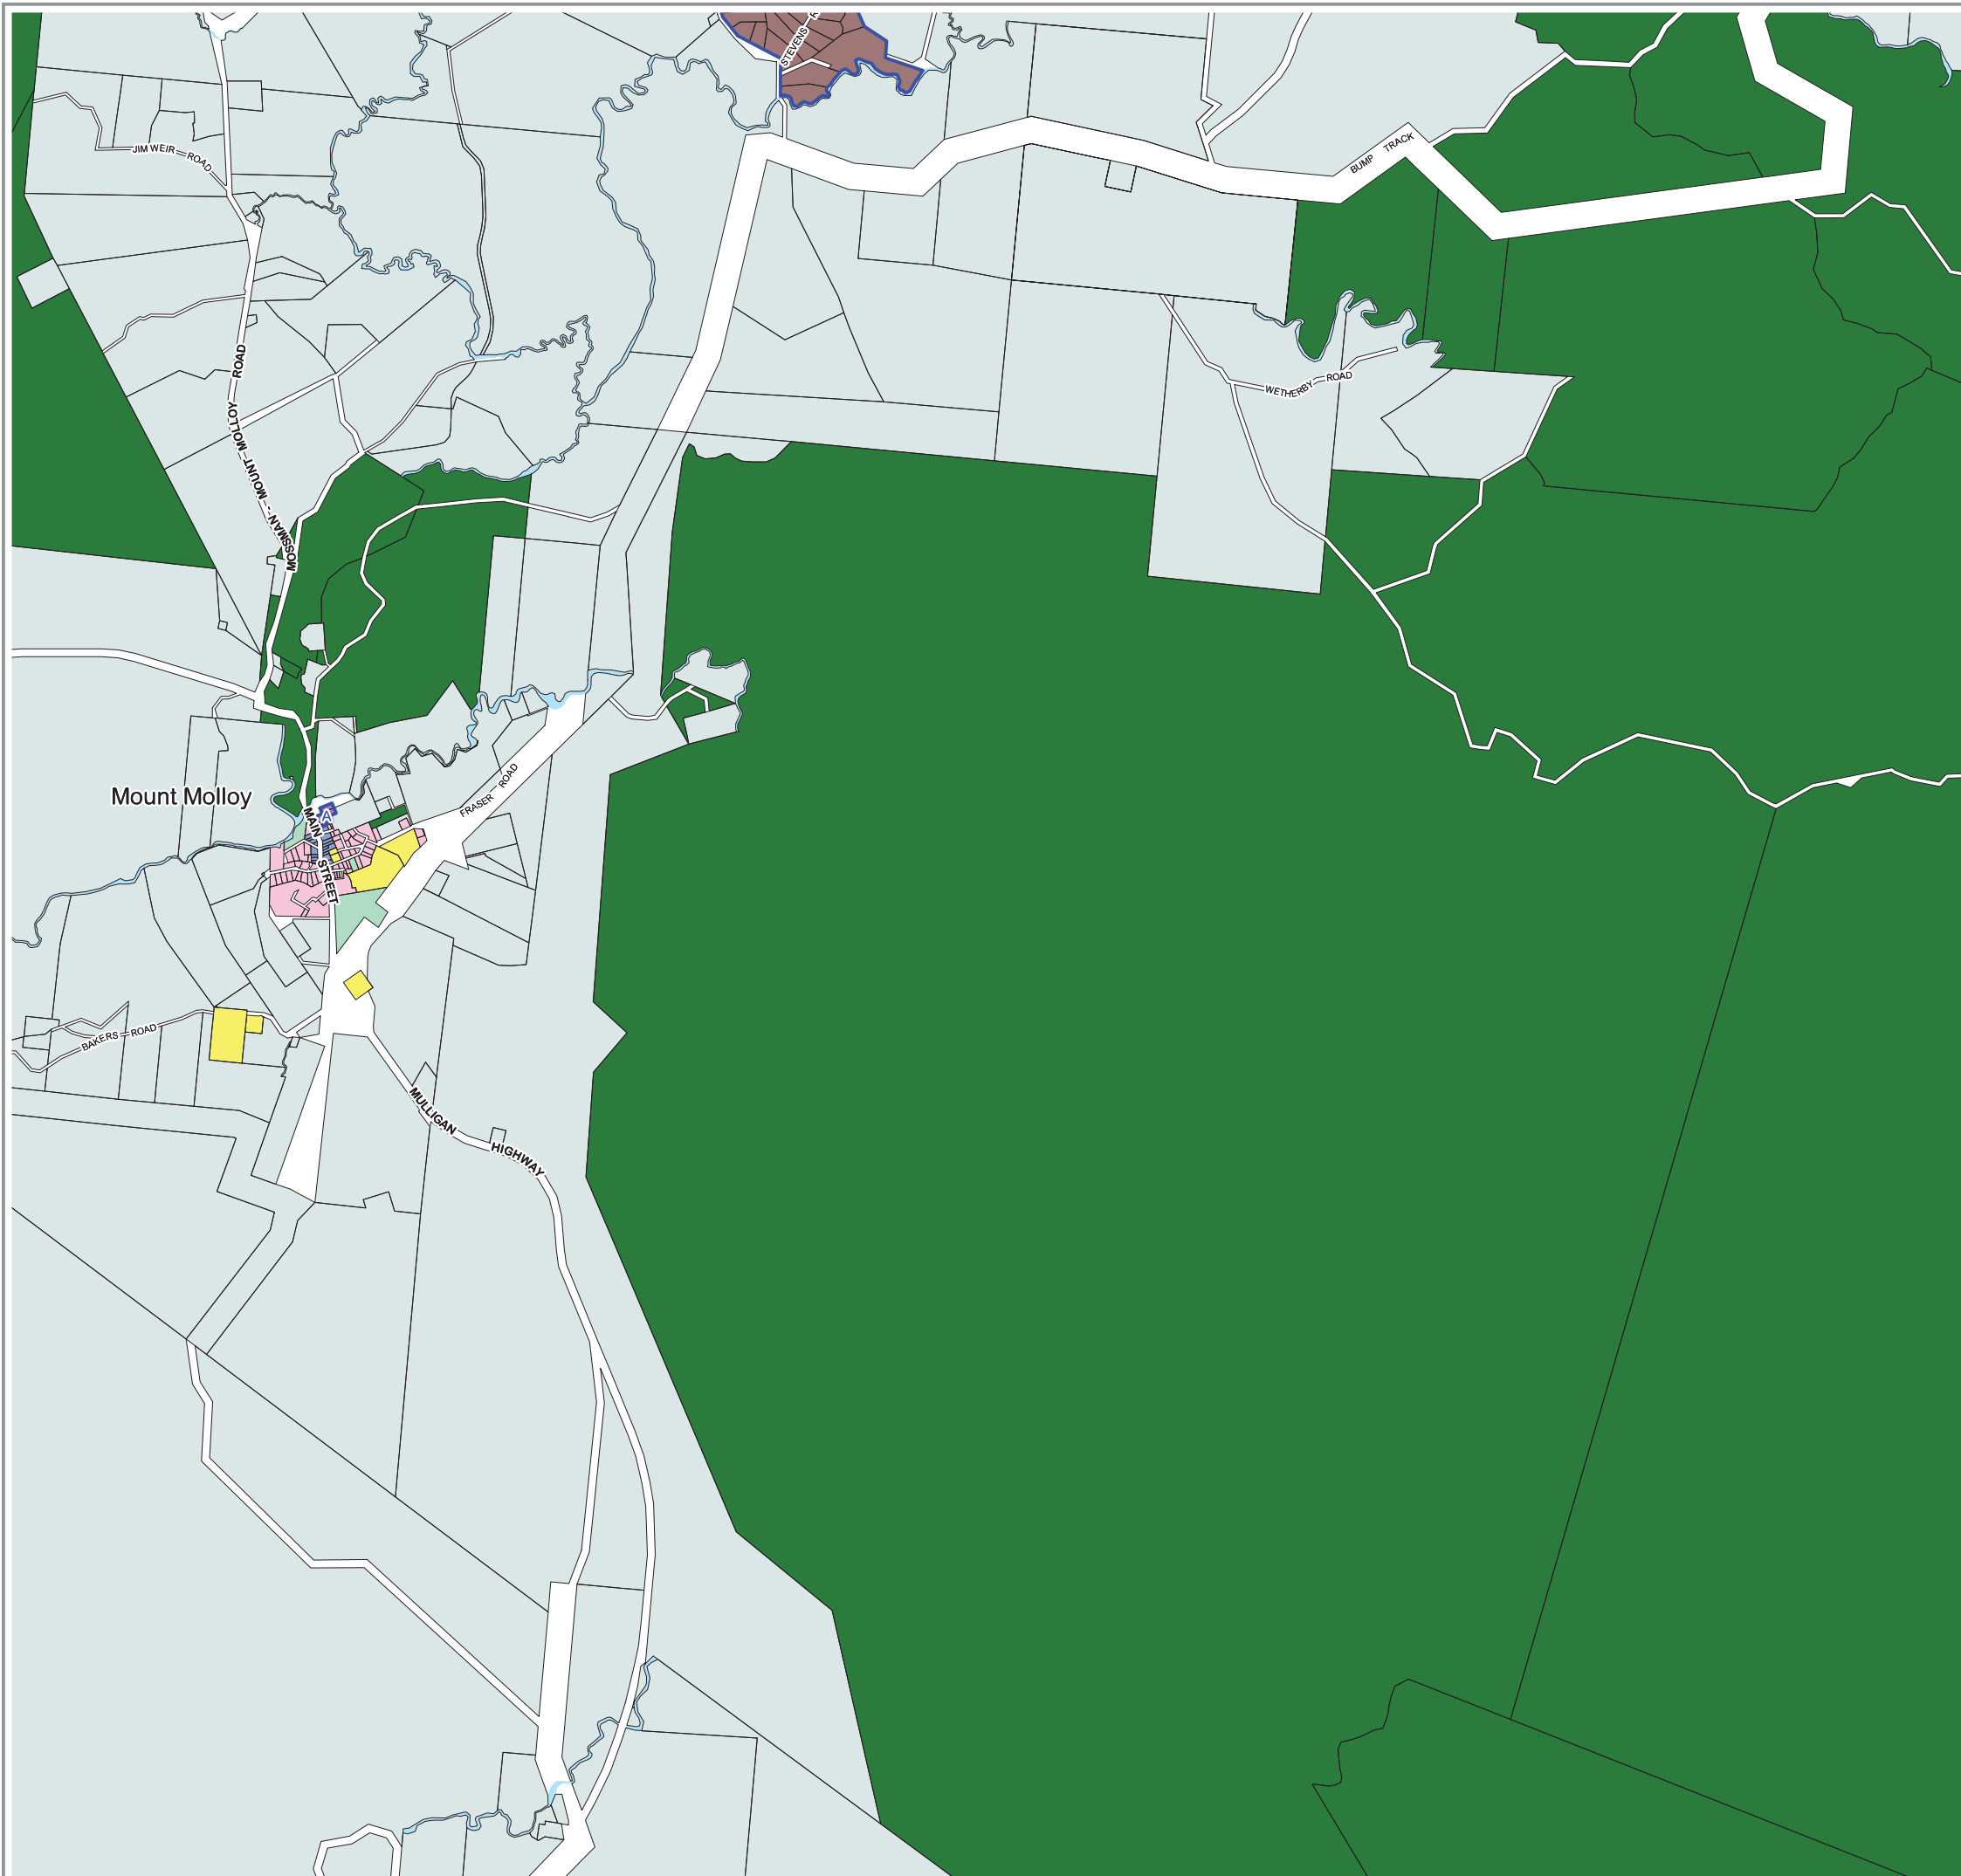 STEVENS
BUMP TRACK
JIM WEIR ROAD
WETHERBY ROAD
MOSSMAN -- MOUNT MOLLOY ROAD
FRASER ROAD
Mount Molloy
A
MAIN STREET
BAKERS ROAD
MULLIGAN HIGHWAY